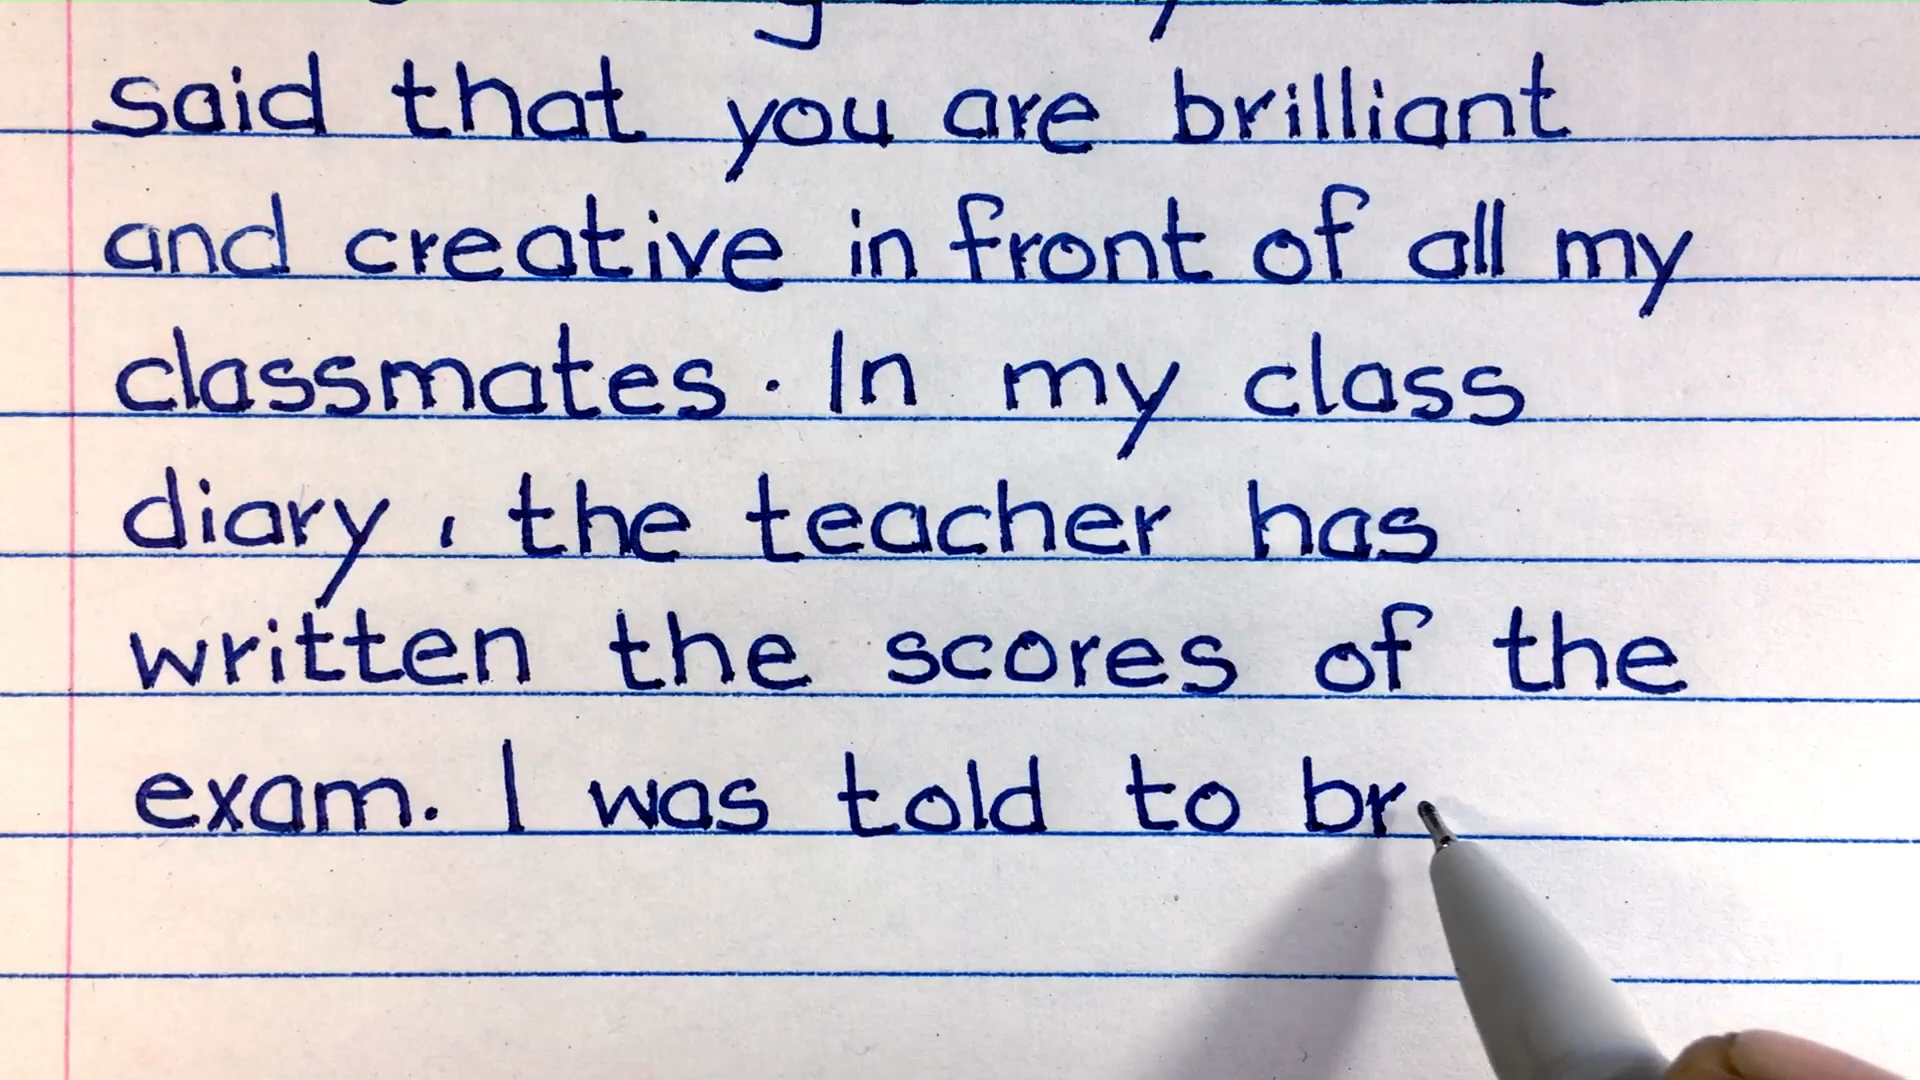 said that you are brilliant
and creative in front of all my
classmates. In my class
diary, the teacher has
written the scores of the
exam. I was told to br